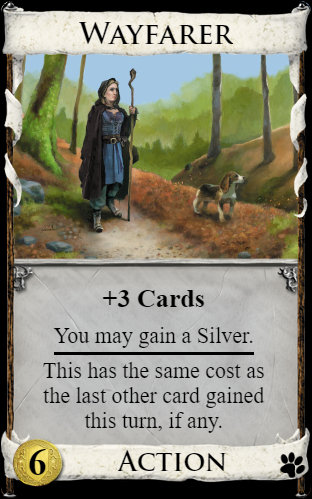 WAYFARER
+3 Cards
You may gain a Silver.
This has the same cost as
the last other card gained
this turn, if any.
6
ACTION